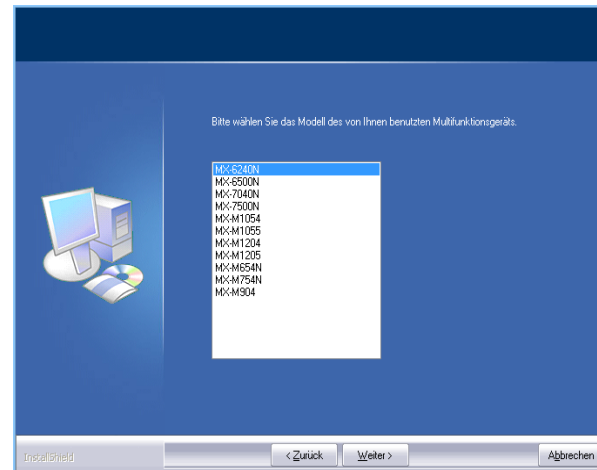 Bitte wählen Sie das Modell des von Ihnen benutzten Multifunktionsgeräts.
MX-6240N
MX-6500N
MX-7040N
MX-7500N
MX-M1054
MX-M1055
MX-M1204
MX-M1205
MX-M654N
MX-M754N
MX-M904
InstallShield
< Zurück
Weiter >
Abbrechen